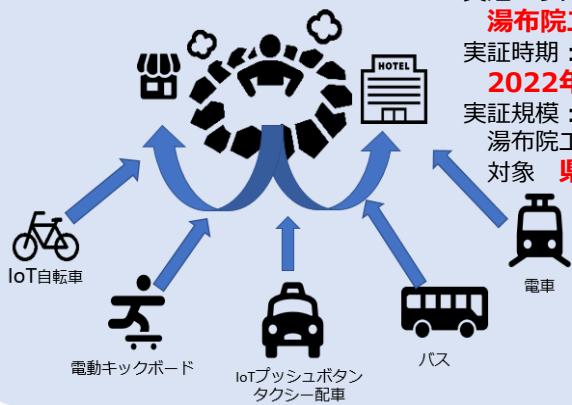 湯布院
実証時期：
2022年
実証規模：
湯布院
対象
HOTEL
IoT自転車
電動キックボード
IoTプッシュボタン
タクシー配車
バス
電車